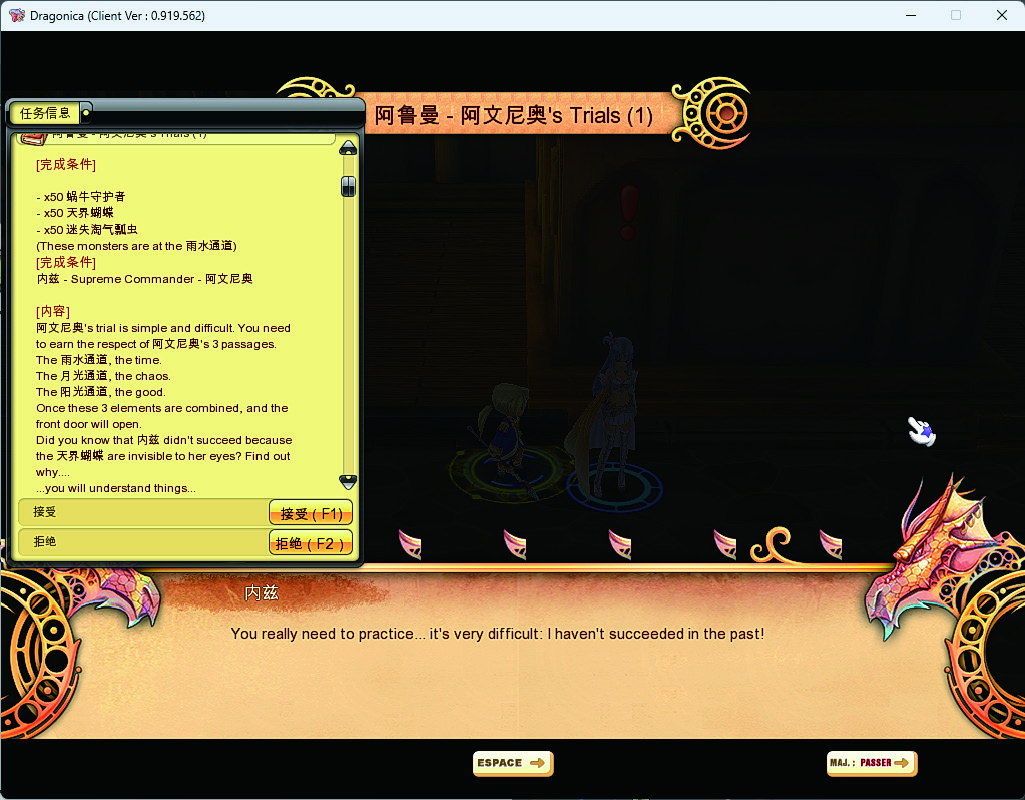 Dragonica (Client Ver : 0.919.562)
阿鲁曼 - 阿文尼奥's Trials (1)
任务信息
阿鲁曼 - 阿文尼奥's Trials (1)
[完成条件]
- x50 蜗牛守护者
- x50 天界蝴蝶
- x50 迷失淘气瓢虫
(These monsters are at the 雨水通道)
[完成条件]
内兹 - Supreme Commander - 阿文尼奥
[内容]
阿文尼奥's trial is simple and difficult. You need
to earn the respect of 阿文尼奥's 3 passages.
The 雨水通道, the time.
The 月光通道, the chaos.
The 阳光通道, the good.
Once these 3 elements are combined, and the
front door will open.
Did you know that 内兹 didn't succeed because
the 天界蝴蝶 are invisible to her eyes? Find out
why....
...you will understand things...
接受 接受 ( F1)
拒绝 拒绝 ( F2 )
内兹
You really need to practice... it's very difficult: I haven't succeeded in the past!
ESPACE
MAJ. : PASSER